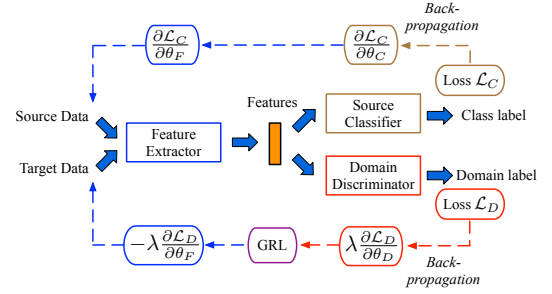 Back-
propagation
∂ℒ_C
∂θ_F
∂ℒ_C
∂θ_C
Loss ℒ_C
Source Data
Features
Source
Classifier
Class label
Feature
Extractor
Target Data
Domain
Discriminator
Domain label
Loss ℒ_D
−λ ∂ℒ_D
∂θ_F
GRL
λ ∂ℒ_D
∂θ_D
Back-
propagation